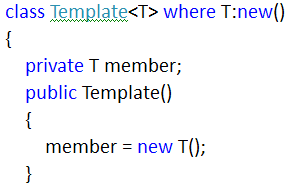 class Template<T> where T:new()
{
private T member;
public Template()
{
member = new T();
}